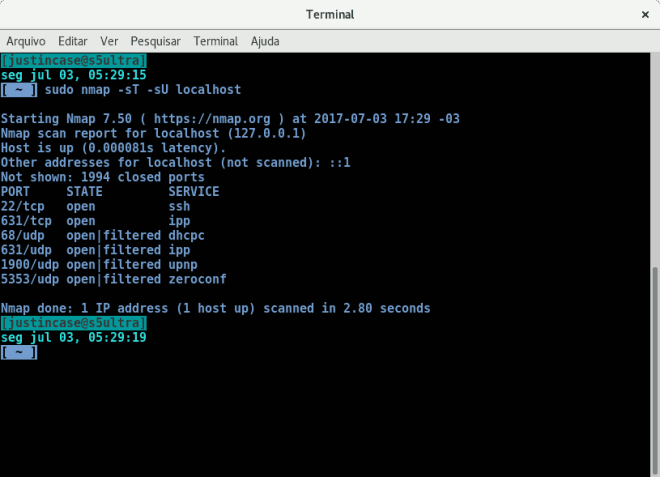 Terminal
×
Arquivo Editar Ver Pesquisar Terminal Ajuda
[justincase@s5ultra]
seg jul 03, 05:29:15
[ ~ ] sudo nmap -sT -sU localhost
Starting Nmap 7.50 ( https://nmap.org ) at 2017-07-03 17:29 -03
Nmap scan report for localhost (127.0.0.1)
Host is up (0.000081s latency).
Other addresses for localhost (not scanned): ::1
Not shown: 1994 closed ports
PORT     STATE         SERVICE
22/tcp   open          ssh
631/tcp  open          ipp
68/udp   open|filtered dhcpc
631/udp  open|filtered ipp
1900/udp open|filtered upnp
5353/udp open|filtered zeroconf
Nmap done: 1 IP address (1 host up) scanned in 2.80 seconds
[justincase@s5ultra]
seg jul 03, 05:29:19
[ ~ ]